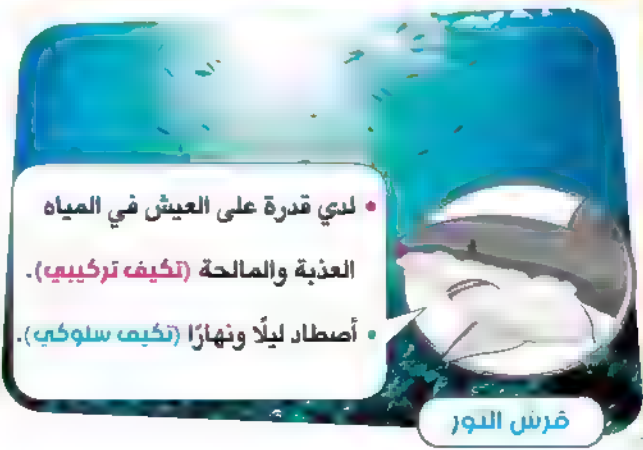 • لدي قدرة على العيش في المياه
العذبة والمالحة (تكيف تركيبي).
• أصطاد ليلًا ونهارًا (تكيف سلوكي).
قرش الثور